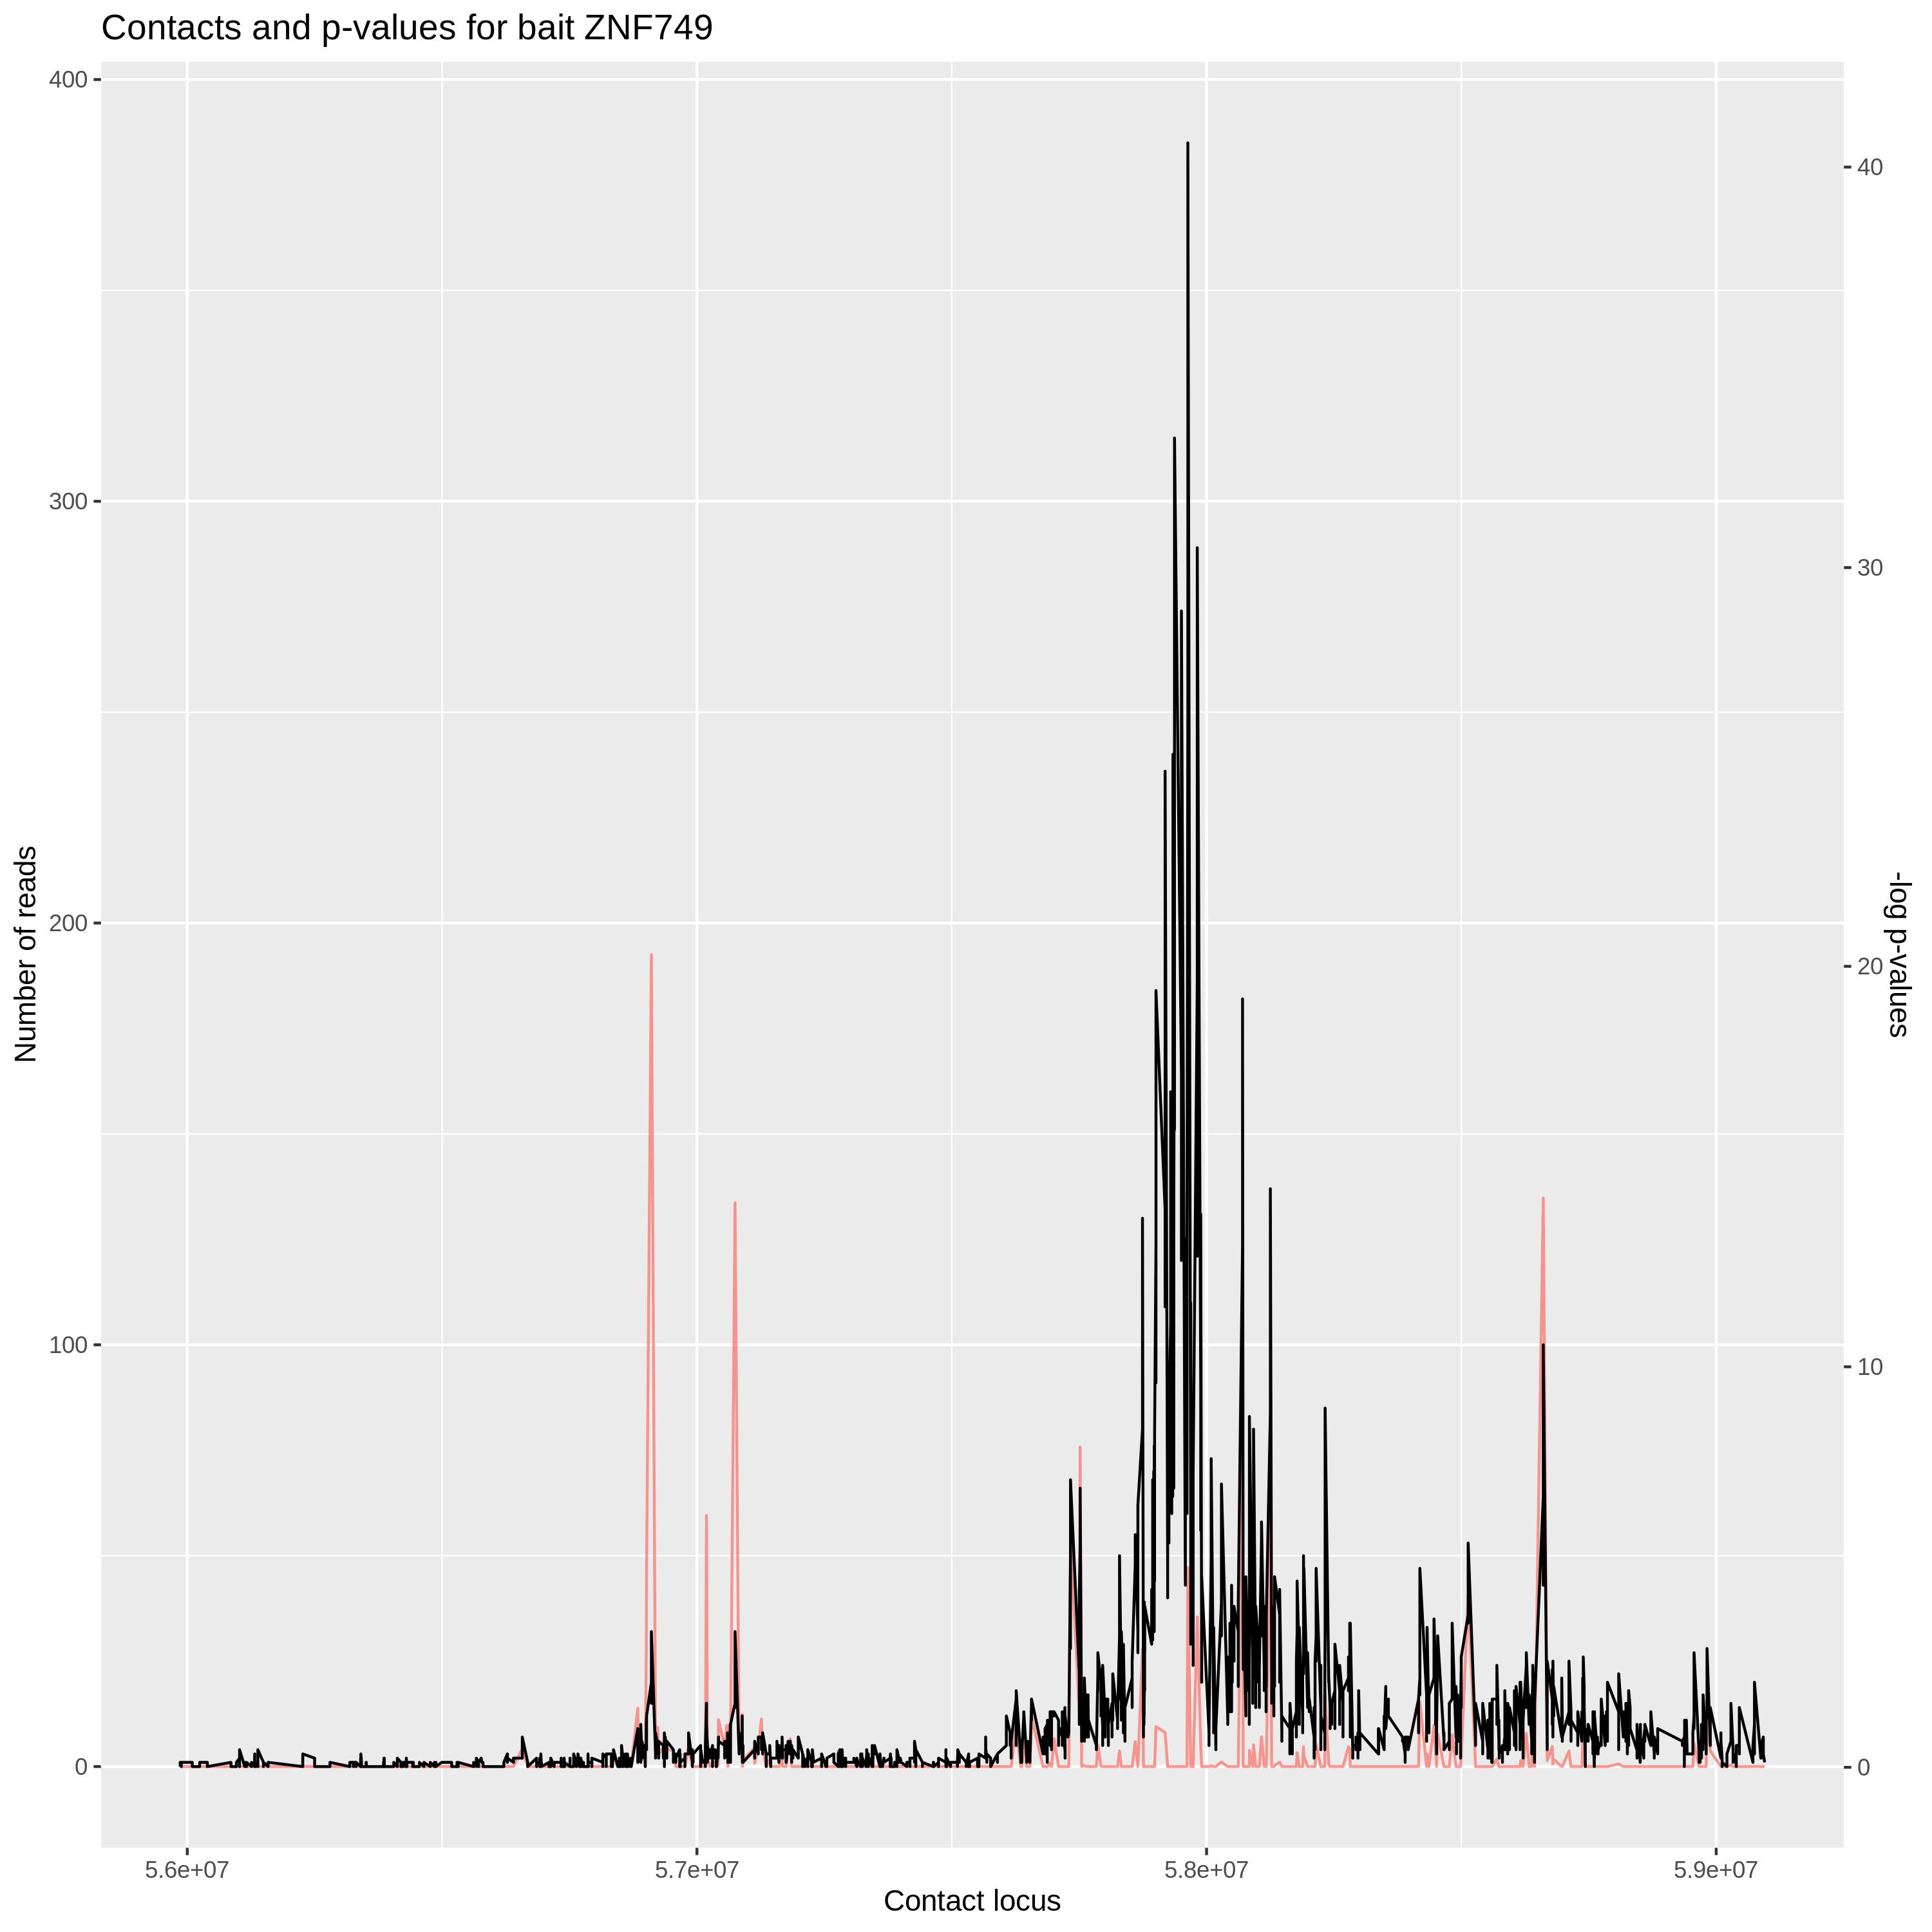 Contacts and p-values for bait ZNF749
400
300
200
100
0
Number of reads
40
30
20
10
0
-log p-values
5.6e+07
5.7e+07
5.8e+07
5.9e+07
Contact locus